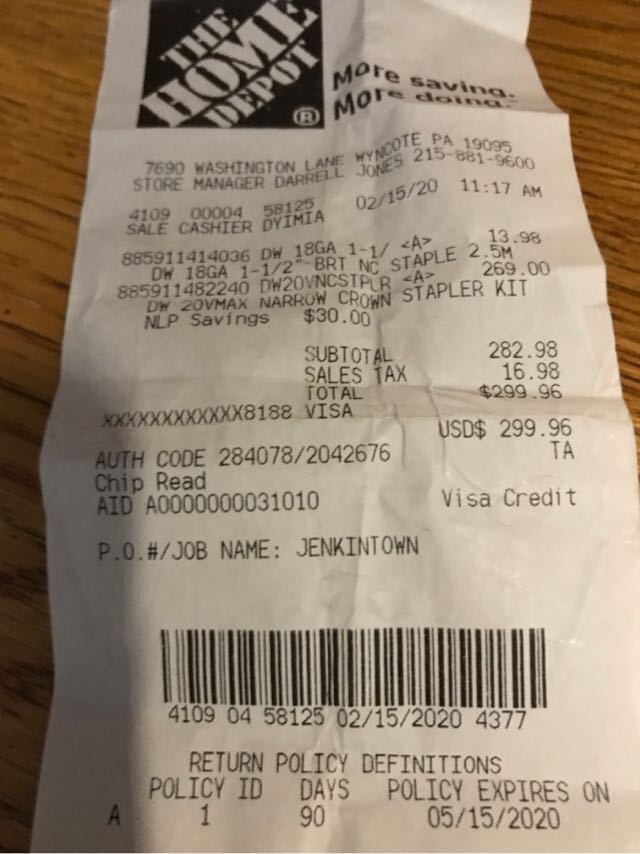 THE
HOME
DEPOT
®
More saving.
More doing.
7690 WASHINGTON LANE WYNCOTE PA 19095
STORE MANAGER DARRELL JONES 215-881-9600
4109 00004 58125 02/15/20 11:17 AM
SALE CASHIER DYIMIA
885911414036 DW 18GA 1-1/ <A> 13.98
DW 18GA 1-1/2" BRT NC STAPLE 2.5M
885911482240 DW20VNCSTPLR <A> 269.00
DW 20VMAX NARROW CROWN STAPLER KIT
NLP Savings $30.00
SUBTOTAL 282.98
SALES TAX 16.98
TOTAL $299.96
XXXXXXXXXXXX8188 VISA
USD$ 299.96
AUTH CODE 284078/2042676 TA
Chip Read
AID A0000000031010 Visa Credit
P.O.#/JOB NAME: JENKINTOWN
4109 04 58125 02/15/2020 4377
RETURN POLICY DEFINITIONS
POLICY ID DAYS POLICY EXPIRES ON
A 1 90 05/15/2020